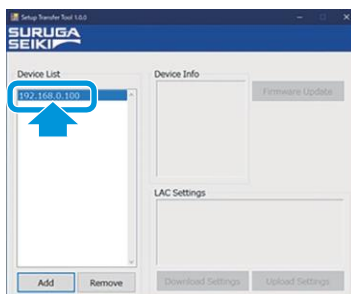 Setup Transfer Tool 1.0.0
SURUGA
SEIKI
Device List
192.168.0.100
Add
Remove
Device Info
Firmware Update
LAC Settings
Download Settings
Upload Settings